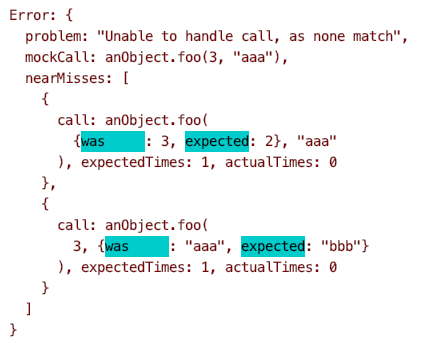 Error: {
  problem: "Unable to handle call, as none match",
  mockCall: anObject.foo(3, "aaa"),
  nearMisses: [
    {
      call: anObject.foo(
        {was     : 3, expected: 2}, "aaa"
      ), expectedTimes: 1, actualTimes: 0
    },
    {
      call: anObject.foo(
        3, {was     : "aaa", expected: "bbb"}
      ), expectedTimes: 1, actualTimes: 0
    }
  ]
}